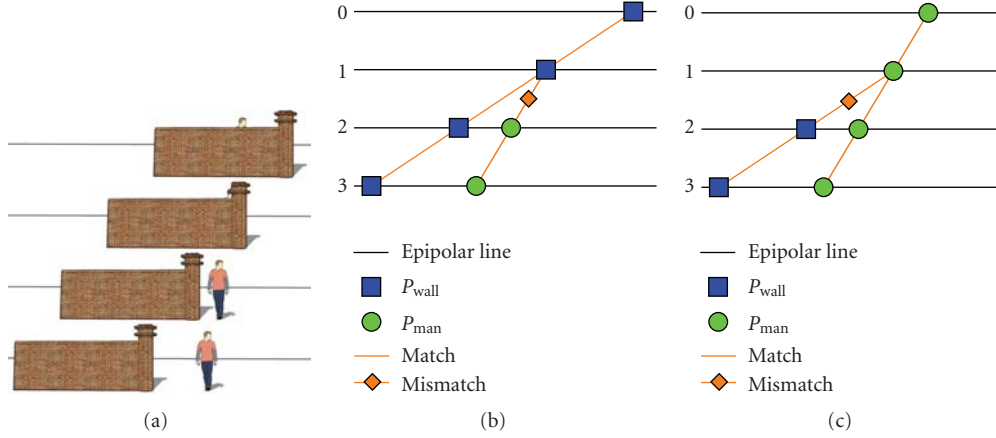 0
1
2
3
Epipolar line
P_wall
P_man
Match
Mismatch
0
1
2
3
Epipolar line
P_wall
P_man
Match
Mismatch
(a)
(b)
(c)